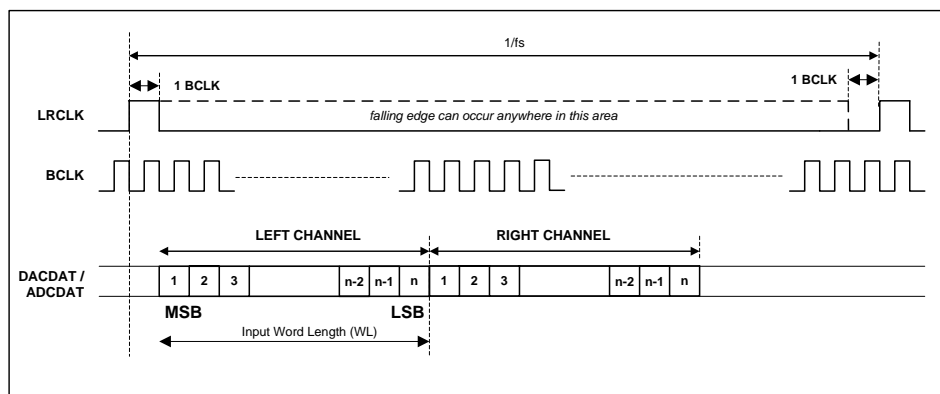 1/fs
1 BCLK
1 BCLK
LRCLK
falling edge can occur anywhere in this area
BCLK
LEFT CHANNEL
RIGHT CHANNEL
DACDAT /
ADCDAT
1 2 3 n-2 n-1 n 1 2 3 n-2 n-1 n
MSB
LSB
Input Word Length (WL)